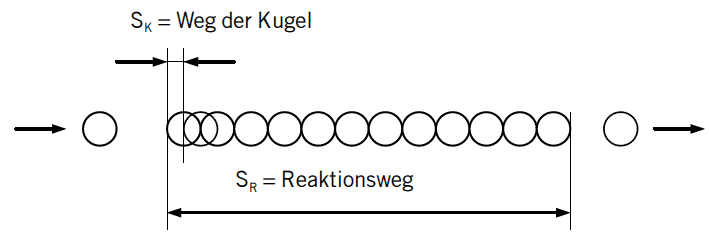 S_K = Weg der Kugel
S_R = Reaktionsweg